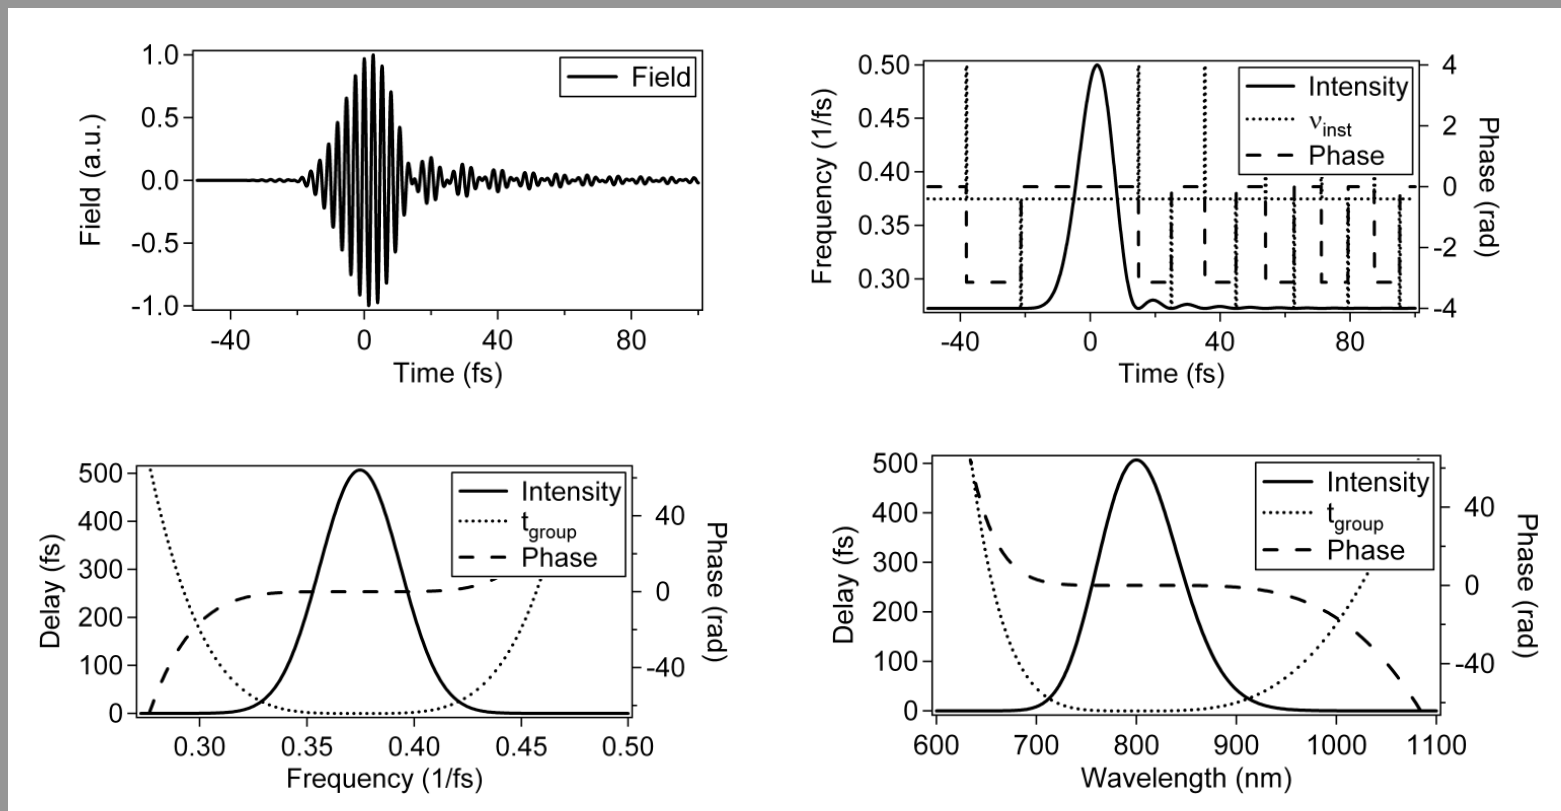 1.0
0.5
0.0
-0.5
-1.0
Field (a.u.)
Field
-40
0
40
80
Time (fs)
0.50
0.45
0.40
0.35
0.30
Frequency (1/fs)
Intensity
νinst
Phase
4
2
0
-2
-4
Phase (rad)
-40
0
40
80
Time (fs)
500
400
300
200
100
0
Delay (fs)
Intensity
tgroup
Phase
40
0
-40
Phase (rad)
0.30
0.35
0.40
0.45
0.50
Frequency (1/fs)
500
400
300
200
100
0
Delay (fs)
Intensity
tgroup
Phase
40
0
-40
Phase (rad)
600
700
800
900
1000
1100
Wavelength (nm)